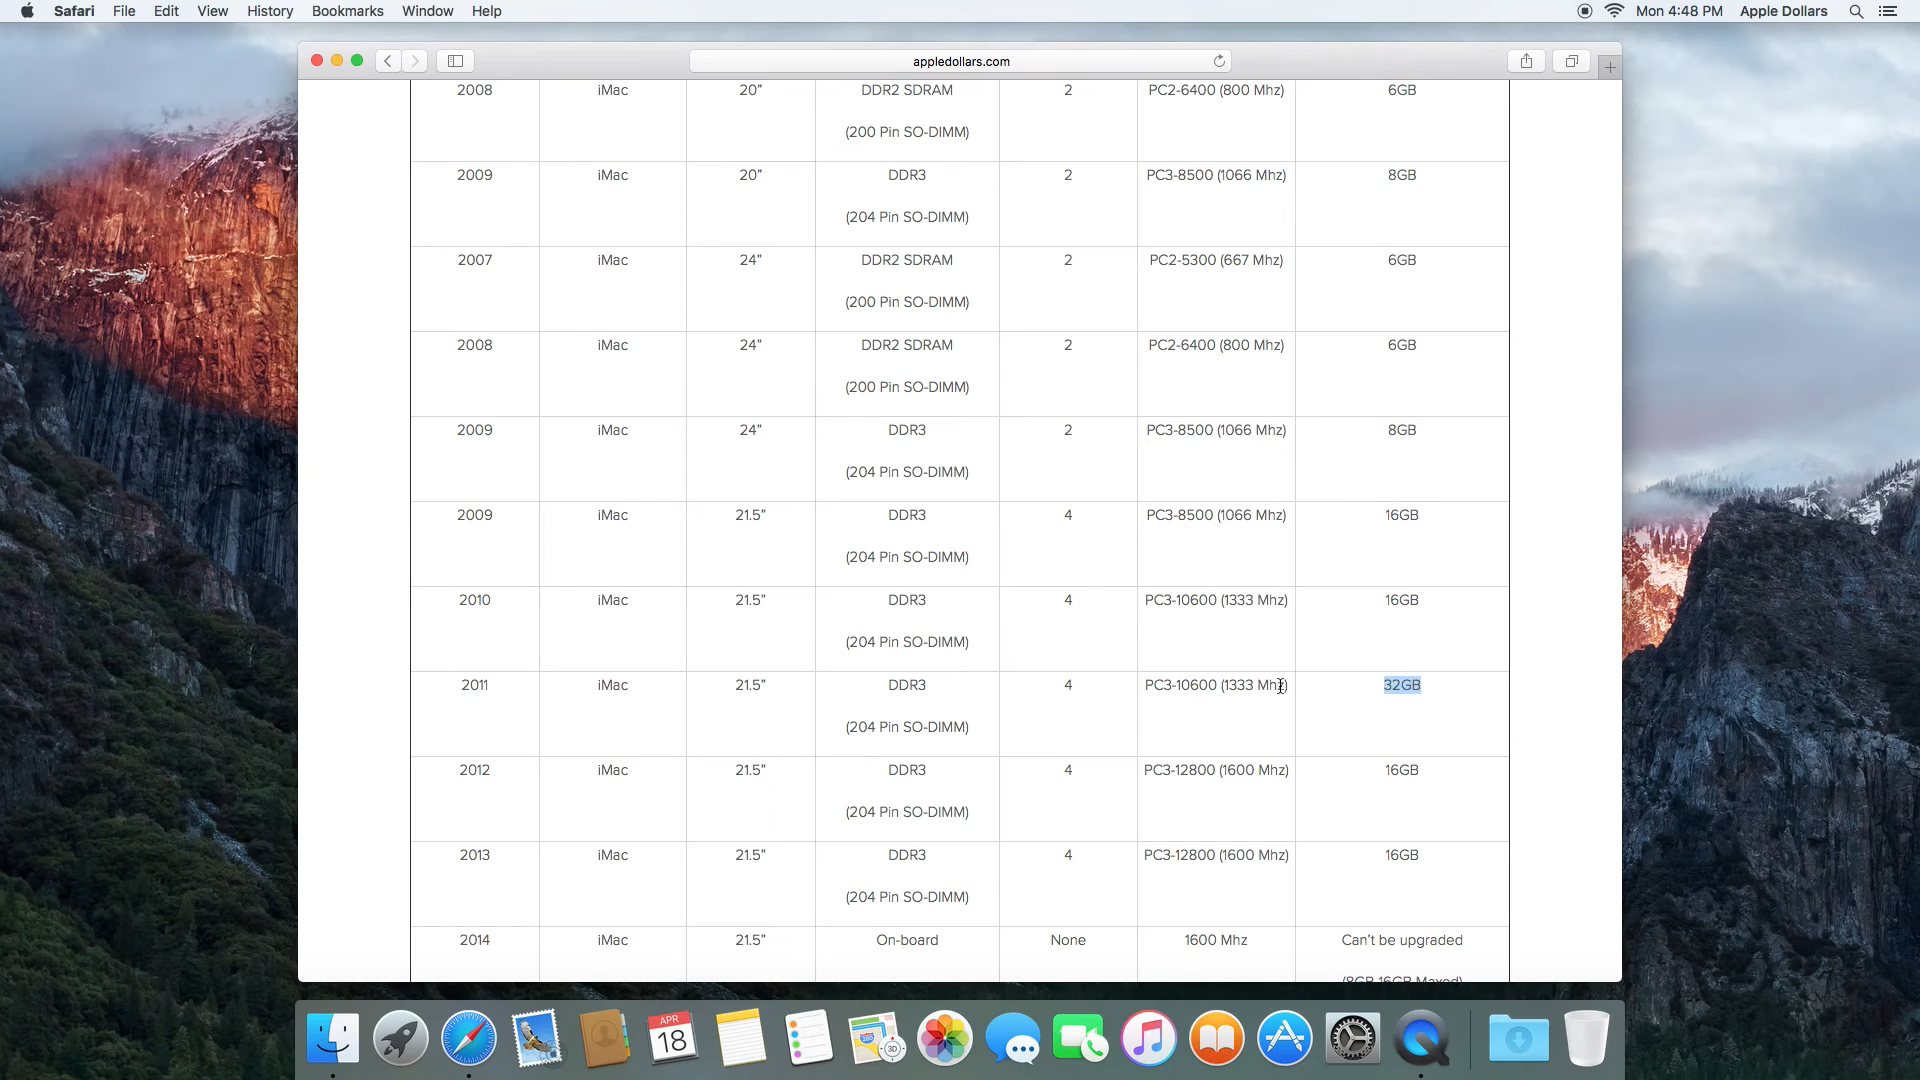 Safari File Edit View History Bookmarks Window Help Mon 4:48 PM Apple Dollars
appledollars.com
2008 iMac 20” DDR2 SDRAM 2 PC2-6400 (800 Mhz) 6GB
(200 Pin SO-DIMM)
2009 iMac 20” DDR3 2 PC3-8500 (1066 Mhz) 8GB
(204 Pin SO-DIMM)
2007 iMac 24” DDR2 SDRAM 2 PC2-5300 (667 Mhz) 6GB
(200 Pin SO-DIMM)
2008 iMac 24” DDR2 SDRAM 2 PC2-6400 (800 Mhz) 6GB
(200 Pin SO-DIMM)
2009 iMac 24” DDR3 2 PC3-8500 (1066 Mhz) 8GB
(204 Pin SO-DIMM)
2009 iMac 21.5” DDR3 4 PC3-8500 (1066 Mhz) 16GB
(204 Pin SO-DIMM)
2010 iMac 21.5” DDR3 4 PC3-10600 (1333 Mhz) 16GB
(204 Pin SO-DIMM)
2011 iMac 21.5” DDR3 4 PC3-10600 (1333 Mhz) 32GB
(204 Pin SO-DIMM)
2012 iMac 21.5” DDR3 4 PC3-12800 (1600 Mhz) 16GB
(204 Pin SO-DIMM)
2013 iMac 21.5” DDR3 4 PC3-12800 (1600 Mhz) 16GB
(204 Pin SO-DIMM)
2014 iMac 21.5” On-board None 1600 Mhz Can’t be upgraded
(8GB-16GB Maxed)
APR
18
3D